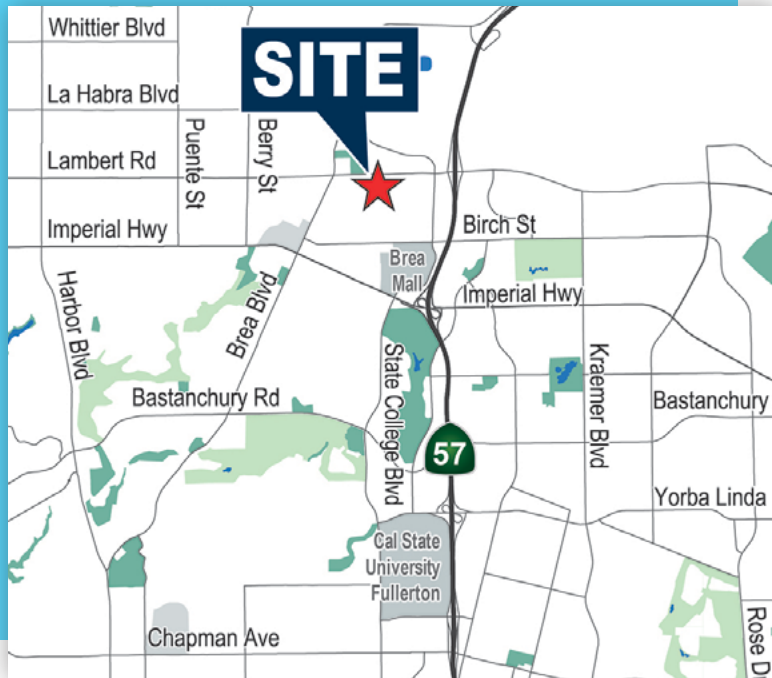 Whittier Blvd
SITE
La Habra Blvd
Puente St
Berry St
Lambert Rd
Imperial Hwy
Birch St
Brea
Mall
Harbor Blvd
Brea Blvd
Imperial Hwy
State College Blvd
Kraemer Blvd
Bastanchury Rd
Bastanchury
57
Yorba Linda
Cal State
University
Fullerton
Chapman Ave
Rose D